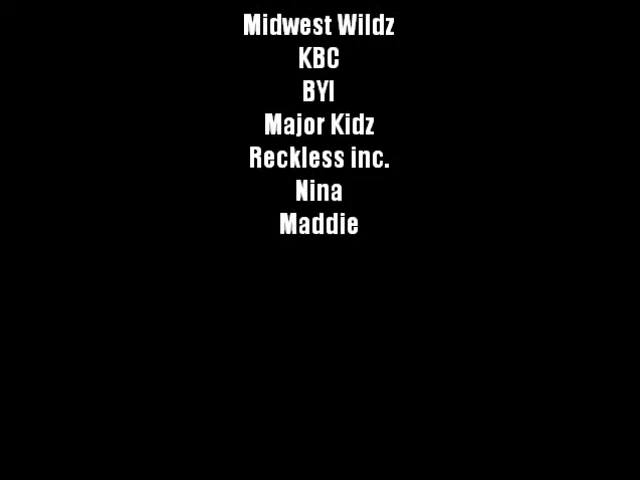 Midwest Wildz
KBC
BYI
Major Kidz
Reckless inc.
Nina
Maddie